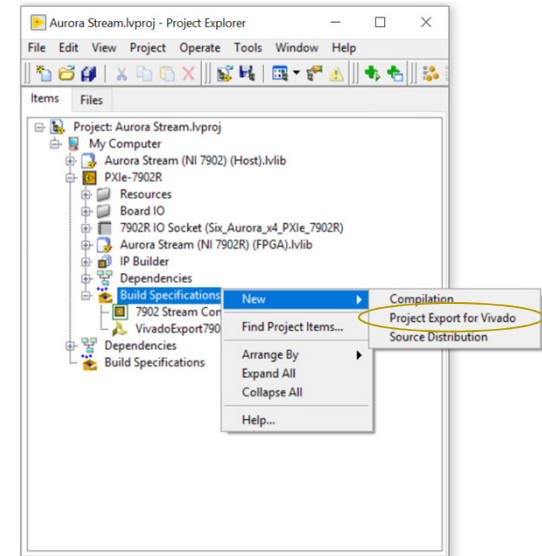 Aurora Stream.lvproj - Project Explorer
File Edit View Project Operate Tools Window Help
Items Files
Project: Aurora Stream.lvproj
My Computer
Aurora Stream (NI 7902) (Host).lvlib
PXIe-7902R
Resources
Board IO
7902R IO Socket (Six_Aurora_x4_PXIe_7902R)
Aurora Stream (NI 7902R) (FPGA).lvlib
IP Builder
Dependencies
Build Specifications
7902 Stream Con
VivadoExport790
Dependencies
Build Specifications
New
Find Project Items...
Arrange By
Expand All
Collapse All
Help...
Compilation
Project Export for Vivado
Source Distribution